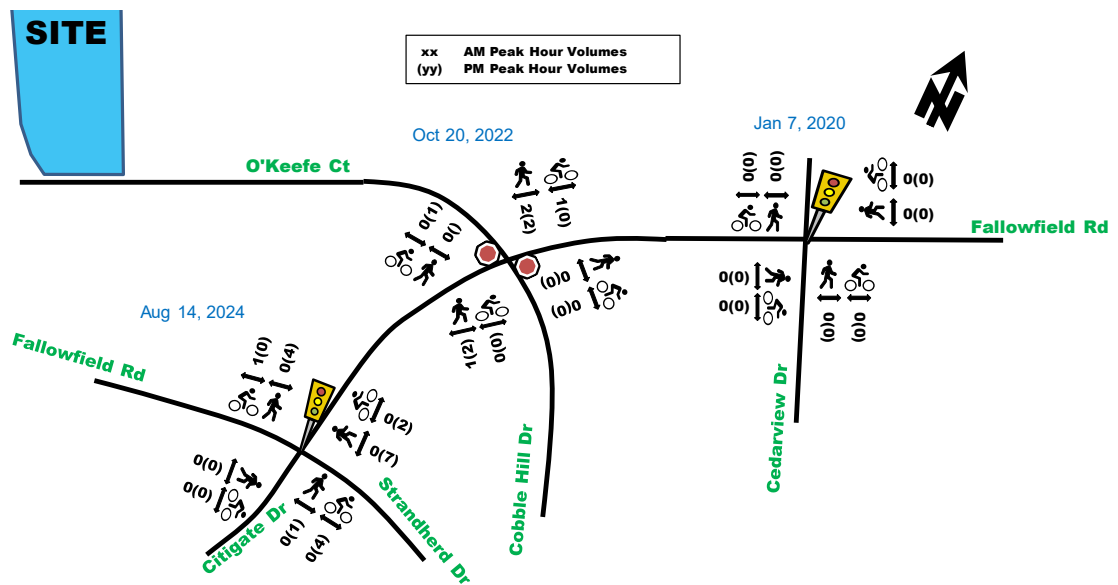 SITE
xx AM Peak Hour Volumes
(yy) PM Peak Hour Volumes
N
Oct 20, 2022
Jan 7, 2020
O'Keefe Ct
2(2)
1(0)
0(1)
0()
0(0)
0(0)
1(2)
0(0)
0(0)
0(0)
0(0)
0(0)
Fallowfield Rd
0(0)
0(0)
0(0)
0(0)
Cedarview Dr
Aug 14, 2024
Fallowfield Rd
1(0)
0(4)
0(2)
0(7)
0(0)
0(0)
0(1)
0(4)
Citigate Dr
Strandherd Dr
Cobble Hill Dr